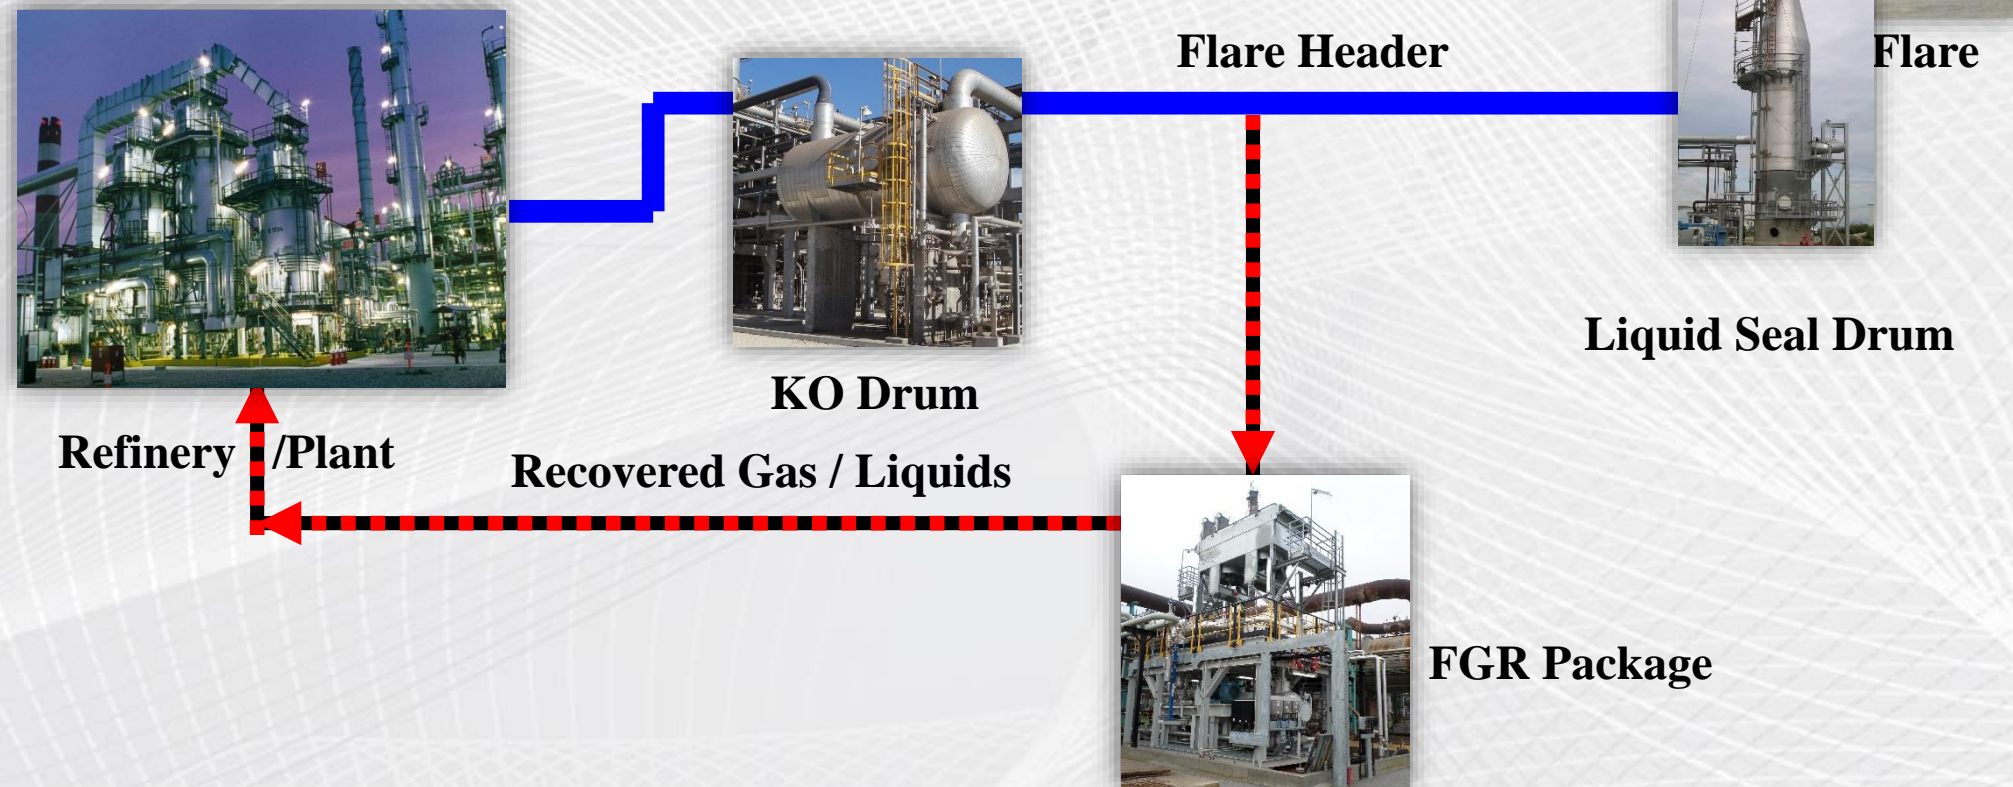 Flare Header
Flare
Liquid Seal Drum
KO Drum
Refinery /Plant
Recovered Gas / Liquids
FGR Package